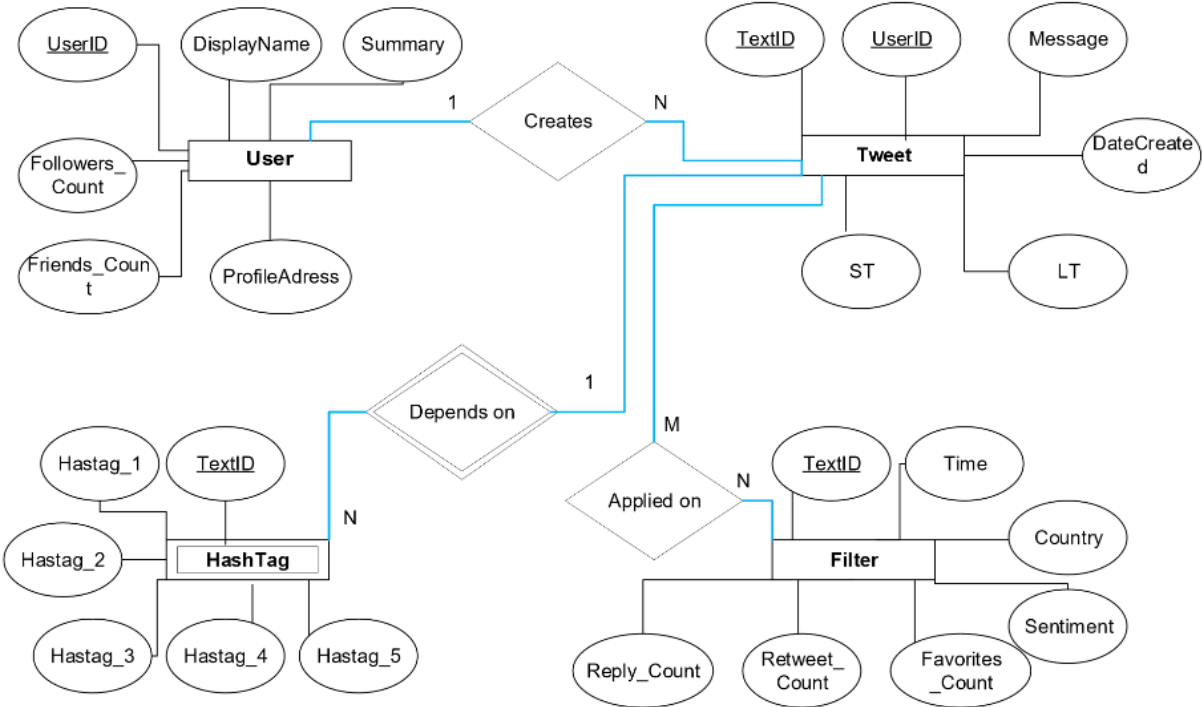 UserID
DisplayName
Summary
TextID
UserID
Message
1
Creates
N
User
Tweet
DateCreate
d
Followers_
Count
Friends_Coun
t
ProfileAdress
ST
LT
Depends on
1
M
Hastag_1
TextID
TextID
Time
N
Applied on
N
Country
Hastag_2
HashTag
Filter
Sentiment
Hastag_3
Hastag_4
Hastag_5
Reply_Count
Retweet_
Count
Favorites
_Count